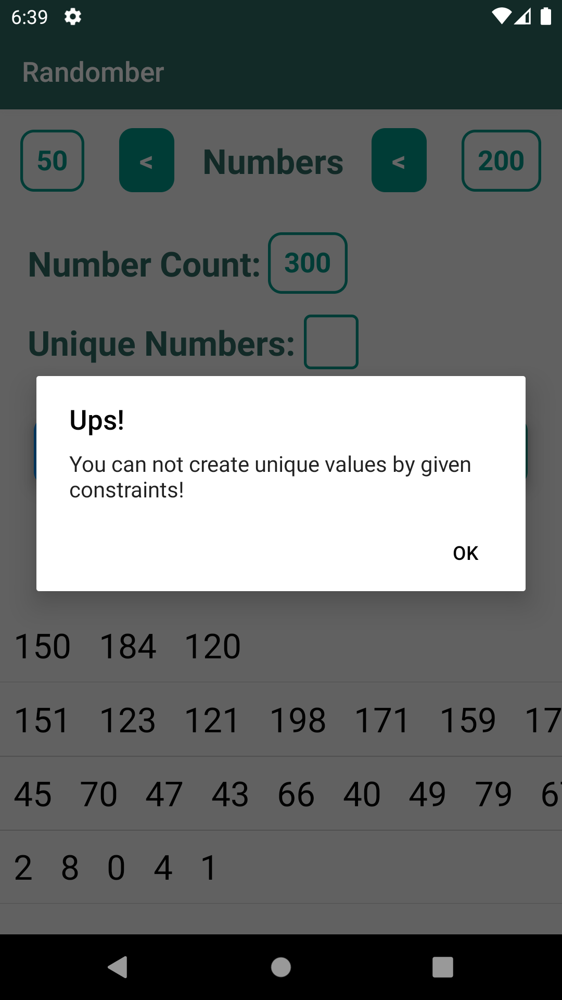 6:39
Randomber
50 < Numbers < 200
Number Count: 300
Unique Numbers:
Ups!
You can not create unique values by given
constraints!
OK
150 184 120
151 123 121 198 171 159 17
45 70 47 43 66 40 49 79 67
2 8 0 4 1